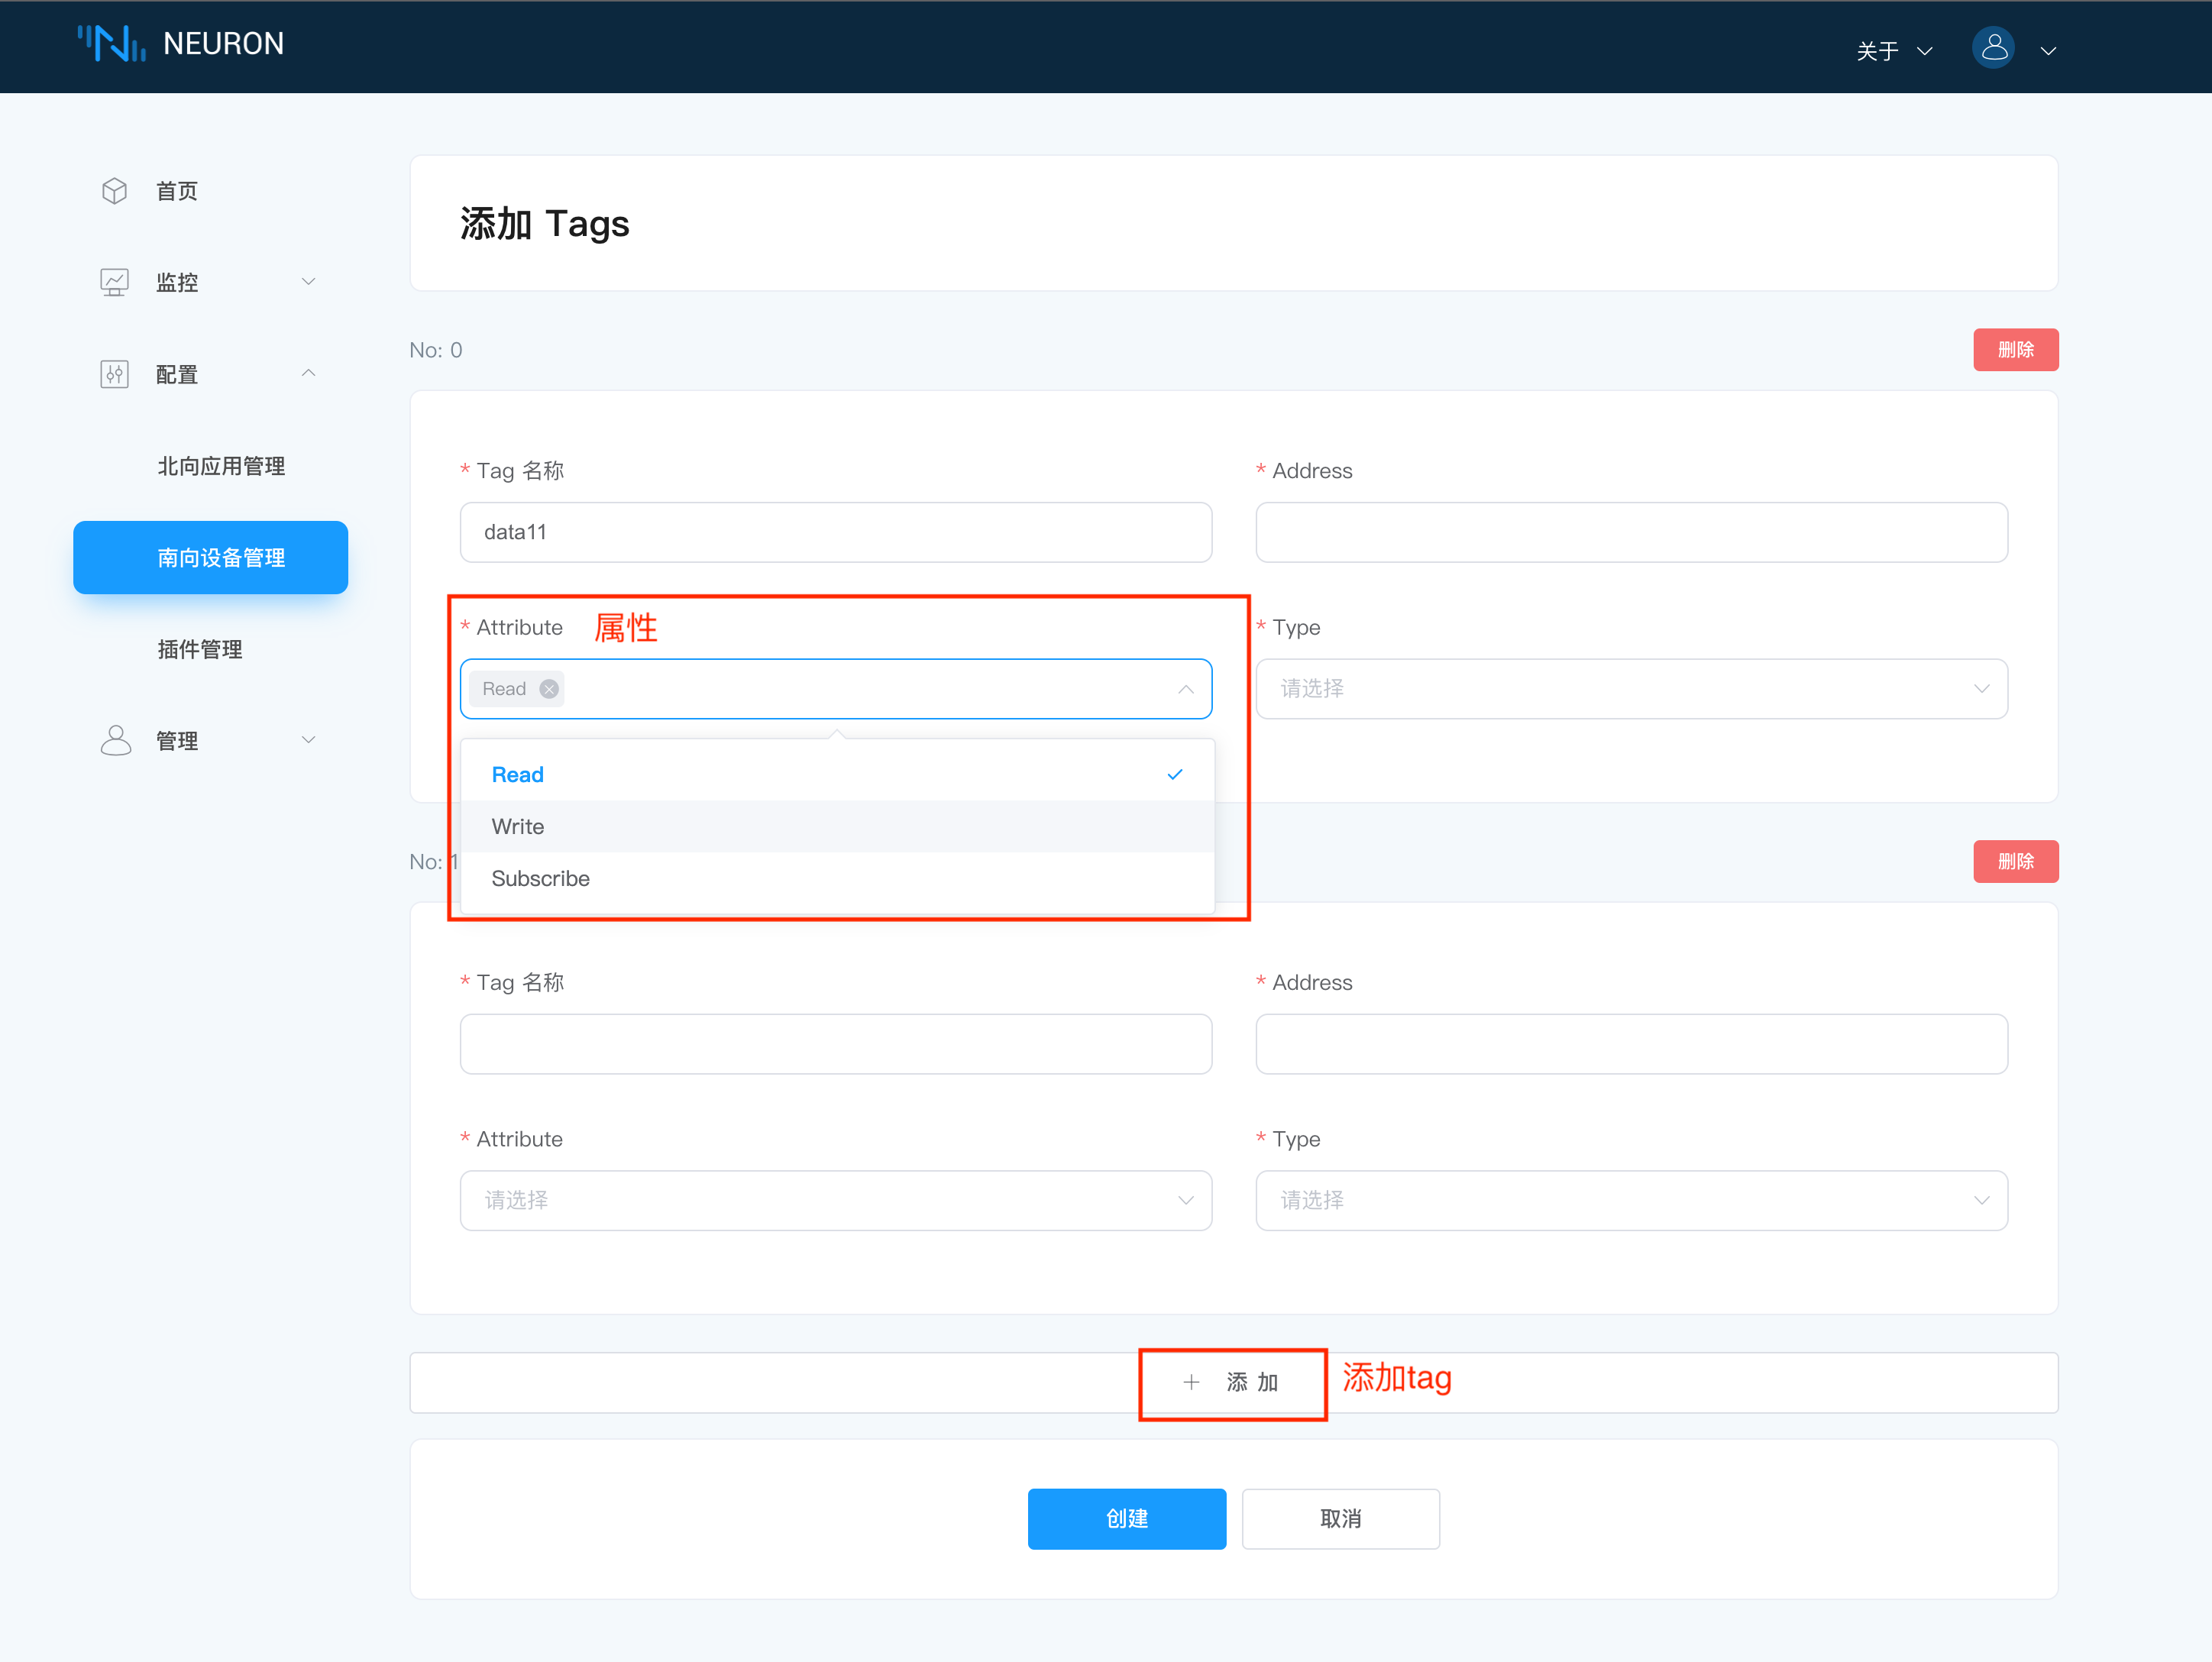 NEURON
关于
首页
监控
配置
北向应用管理
南向设备管理
插件管理
管理
添加 Tags
No: 0
删除
* Tag 名称
* Address
data11
* Attribute 属性
* Type
Read
请选择
Read
Write
Subscribe
No: 1
删除
* Tag 名称
* Address
* Attribute
* Type
请选择
请选择
+ 添 加
添加tag
创建
取消